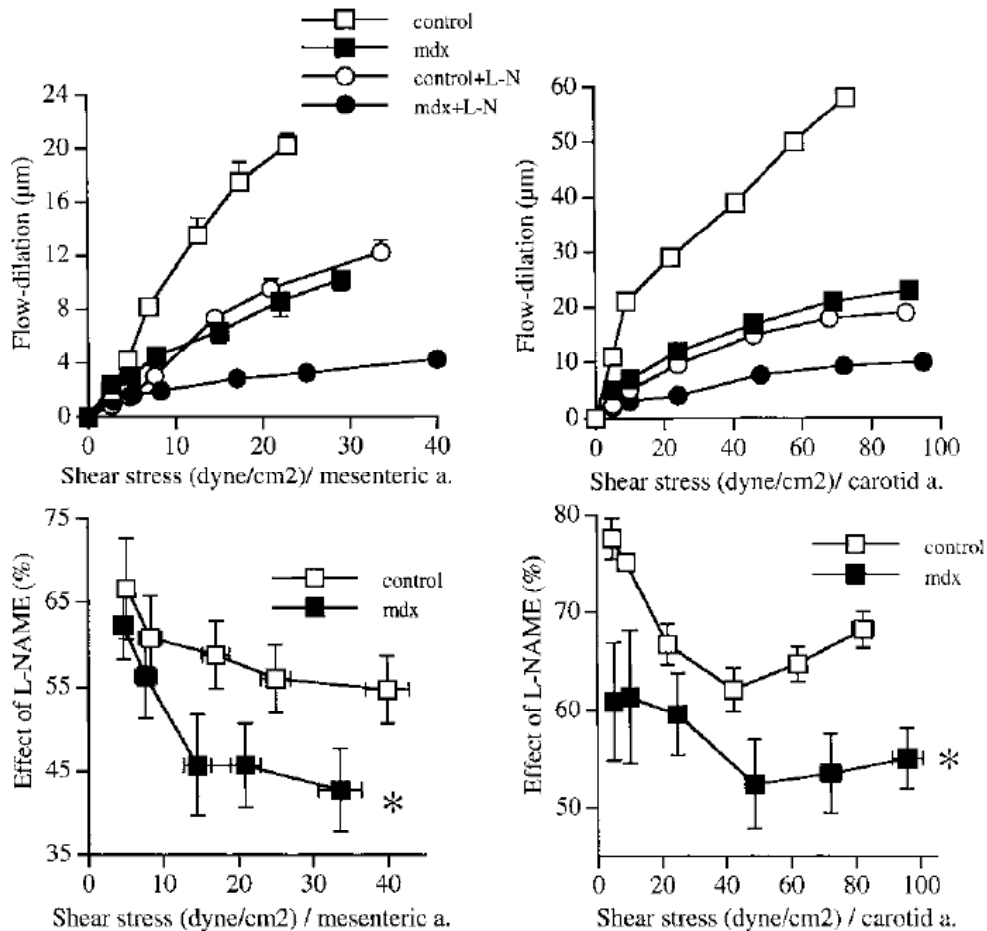 control
mdx
control+L-N
mdx+L-N
Flow-dilation (µm)
24
20
16
12
8
4
0
0 10 20 30 40
Shear stress (dyne/cm2)/ mesenteric a.
Flow-dilation (µm)
60
50
40
30
20
10
0
0 20 40 60 80 100
Shear stress (dyne/cm2)/ carotid a.
Effect of L-NAME (%)
75
65
55
45
35
control
mdx
*
0 10 20 30 40
Shear stress (dyne/cm2) / mesenteric a.
Effect of L-NAME (%)
80
70
60
50
control
mdx
*
0 20 40 60 80 100
Shear stress (dyne/cm2) / carotid a.